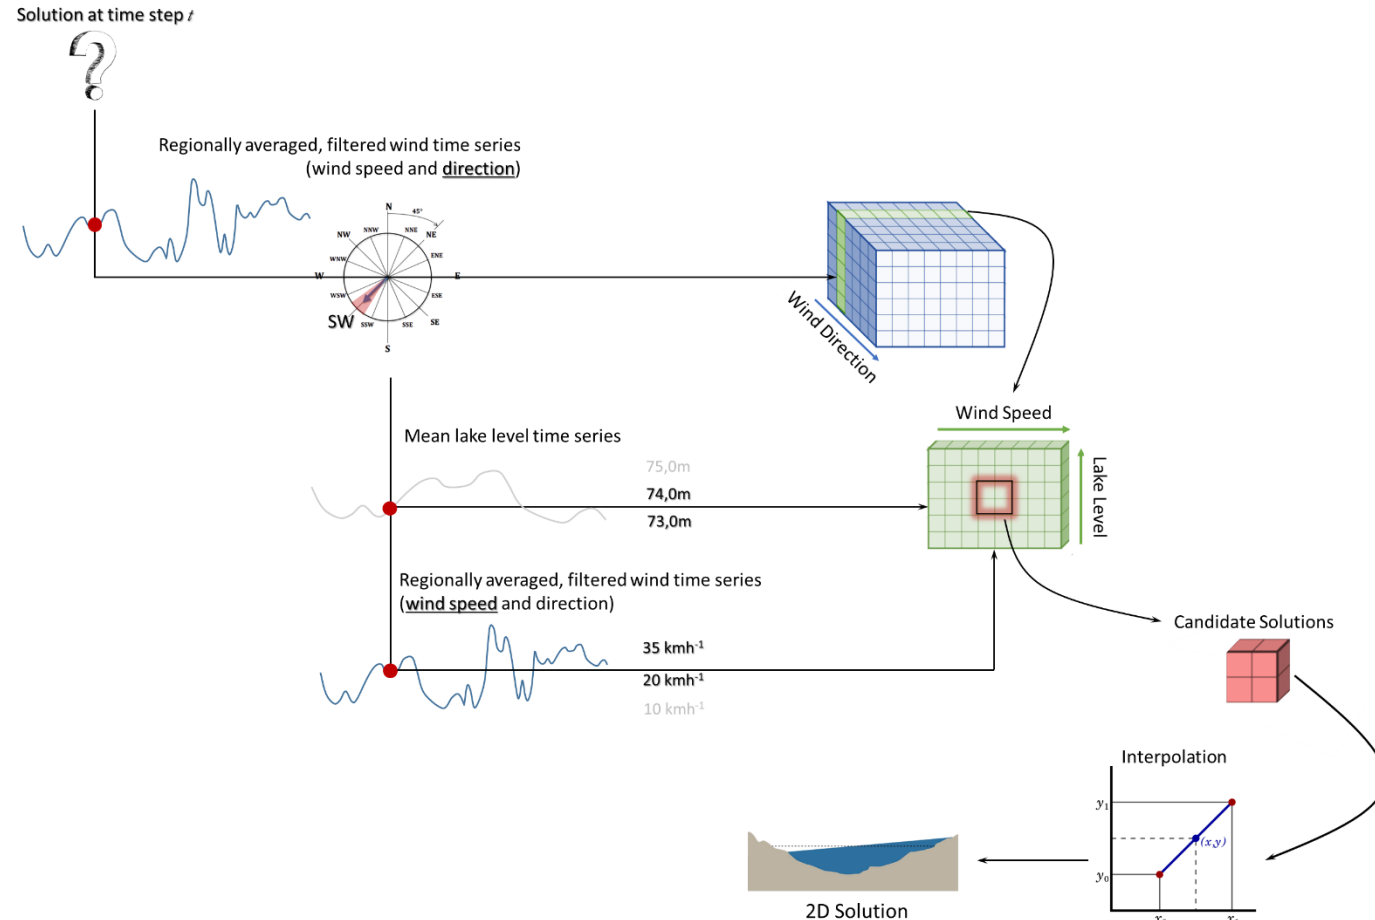 Solution at time step t
?
Regionally averaged, filtered wind time series
(wind speed and direction)
N
45°
NNW
NNE
NW
NE
WNW
ENE
W
E
WSW
ESE
SW
SSW
SSE
SE
S
Wind Direction
Wind Speed
Lake Level
Mean lake level time series
75,0m
74,0m
73,0m
Regionally averaged, filtered wind time series
(wind speed and direction)
35 kmh⁻¹
20 kmh⁻¹
10 kmh⁻¹
Candidate Solutions
Interpolation
y₁
(x,y)
y₀
2D Solution